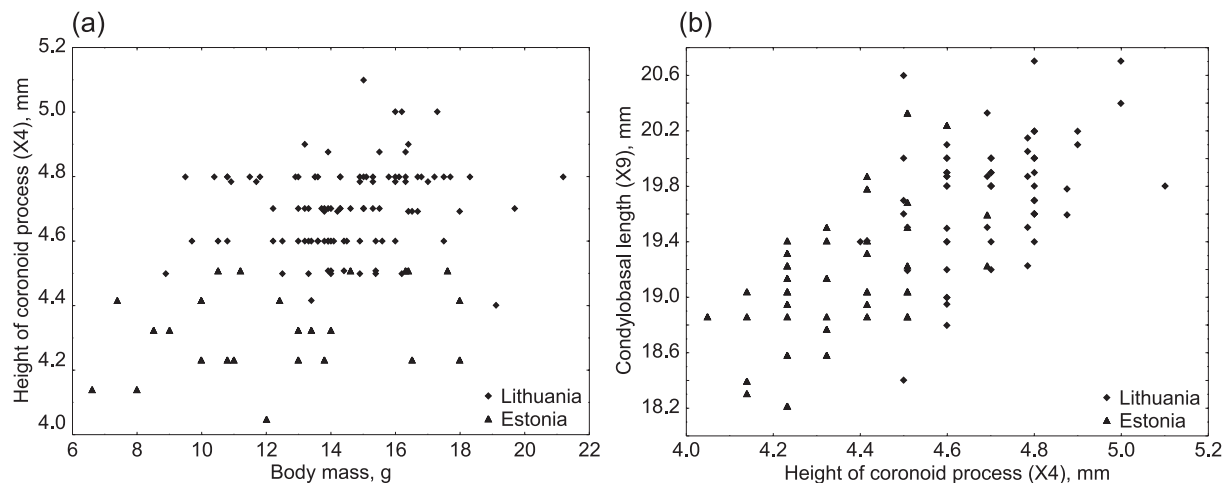 (a)
Height of coronoid process (X4), mm
5.2
5.0
4.8
4.6
4.4
4.2
4.0
6 8 10 12 14 16 18 20 22
Body mass, g
Lithuania
Estonia
(b)
Condylobasal length (X9), mm
20.6
20.2
19.8
19.4
19.0
18.6
18.2
4.0 4.2 4.4 4.6 4.8 5.0 5.2
Height of coronoid process (X4), mm
Lithuania
Estonia